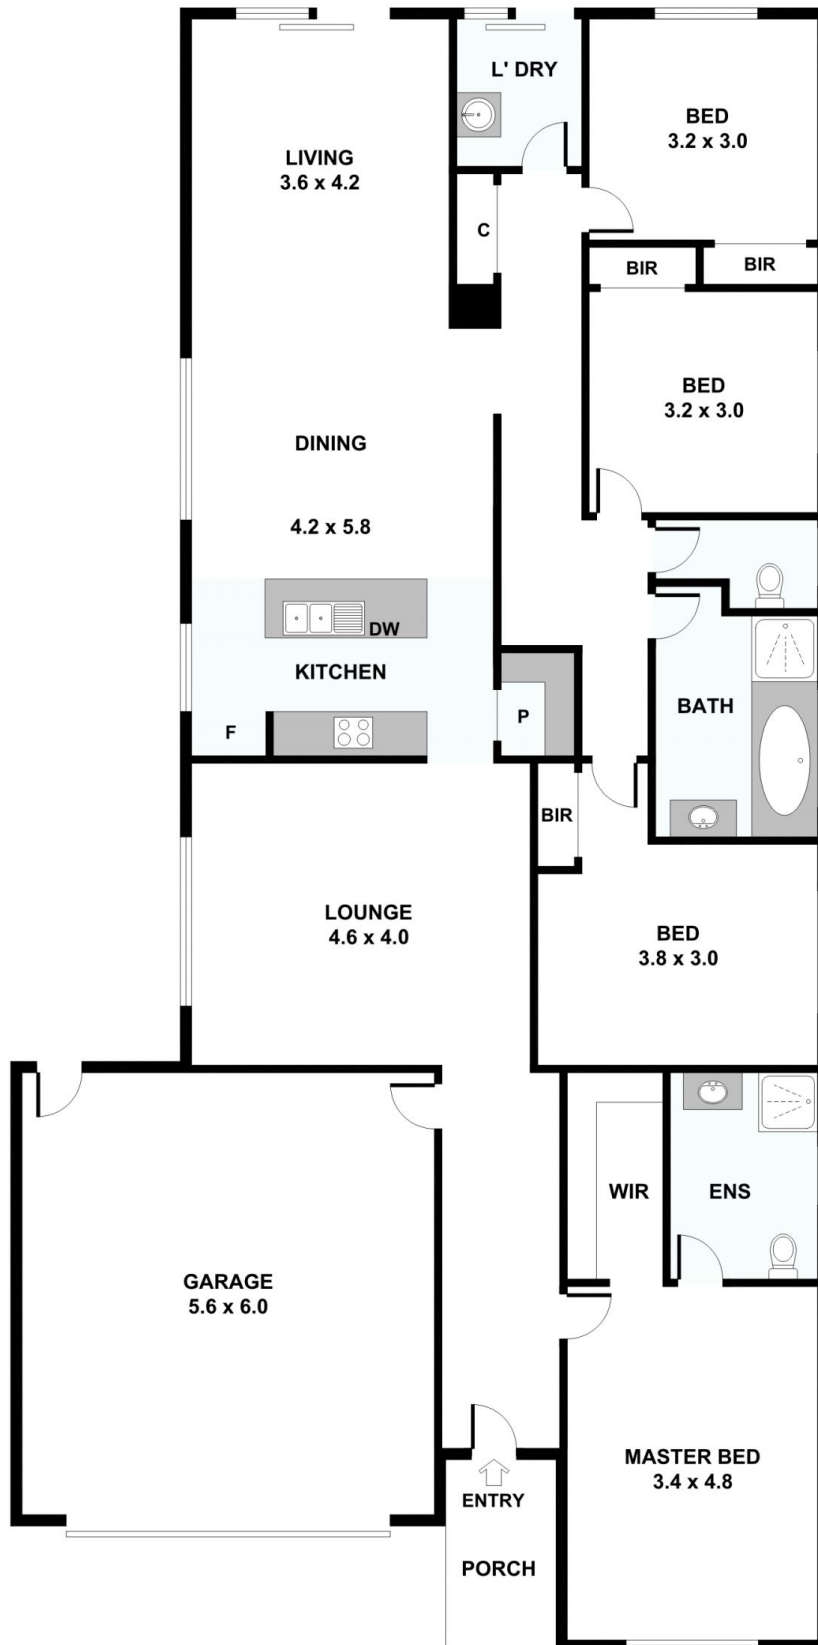 L' DRY
BED
3.2 x 3.0
LIVING
3.6 x 4.2
C
BIR
BIR
BED
3.2 x 3.0
DINING
4.2 x 5.8
DW
KITCHEN
F
P
BATH
BIR
LOUNGE
4.6 x 4.0
BED
3.8 x 3.0
WIR
ENS
GARAGE
5.6 x 6.0
MASTER BED
3.4 x 4.8
ENTRY
PORCH